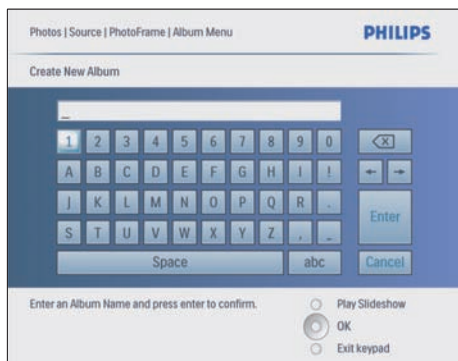 Photos | Source | PhotoFrame | Album Menu
PHILIPS
Create New Album
_
1 2 3 4 5 6 7 8 9 0
A B C D E F G H I !
J K L M N O P Q R .
Enter
S T U V W X Y Z , _
Space abc Cancel
Enter an Album Name and press enter to confirm.
Play Slideshow
OK
Exit keypad